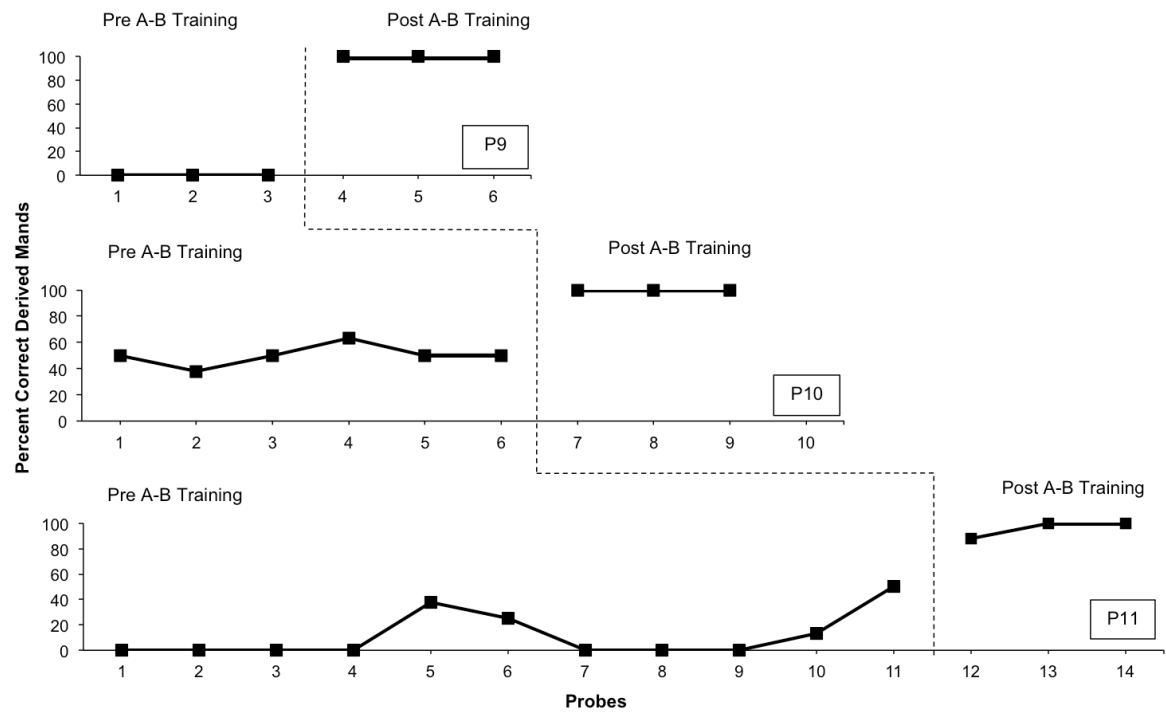 Pre A-B Training Post A-B Training
100
80
60
40
20
0
P9
1 2 3 4 5 6
Percent Correct Derived Mands
Pre A-B Training Post A-B Training
100
80
60
40
20
0
P10
1 2 3 4 5 6 7 8 9 10
Pre A-B Training Post A-B Training
100
80
60
40
20
0
P11
1 2 3 4 5 6 7 8 9 10 11 12 13 14
Probes